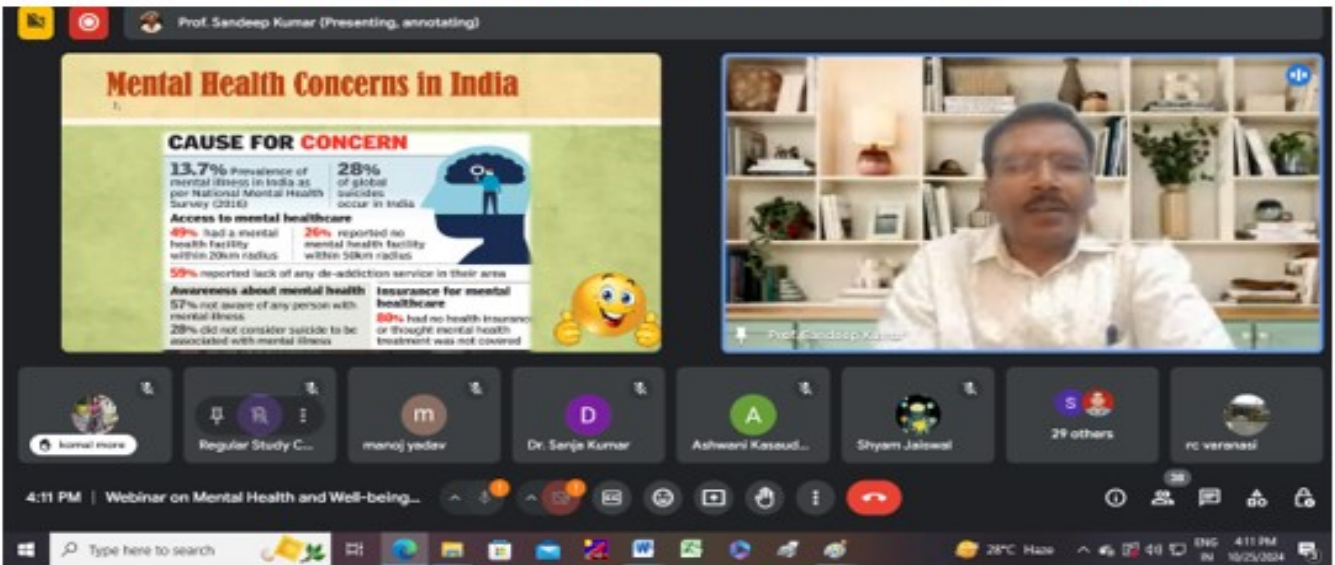 Prof. Sandeep Kumar (Presenting, annotating)
Mental Health Concerns in India
1.
CAUSE FOR CONCERN
13.7% Prevalence of
mental illness in India as
per National Mental Health
Survey (2016)
28%
of global
suicides
occur in India
Access to mental healthcare
49% had a mental
health facility
within 20km radius
26% reported no
mental health facility
within 50km radius
59% reported lack of any de-addiction service in their area
Awareness about mental health
57% not aware of any person with
mental illness
28% did not consider suicide to be
associated with mental illness
Insurance for mental
healthcare
80% had no health insurance
or thought mental health
treatment was not covered
Prof. Sandeep Kumar
komal more
Regular Study C...
m
manoj yadav
D
Dr. Sanja Kumar
A
Ashwani Kasaud...
Shyam Jaiswal
S
29 others
rc varanasi
4:11 PM | Webinar on Mental Health and Well-being...
38
Type here to search
28°C Haze
ENG
IN
4:11 PM
10/25/2024